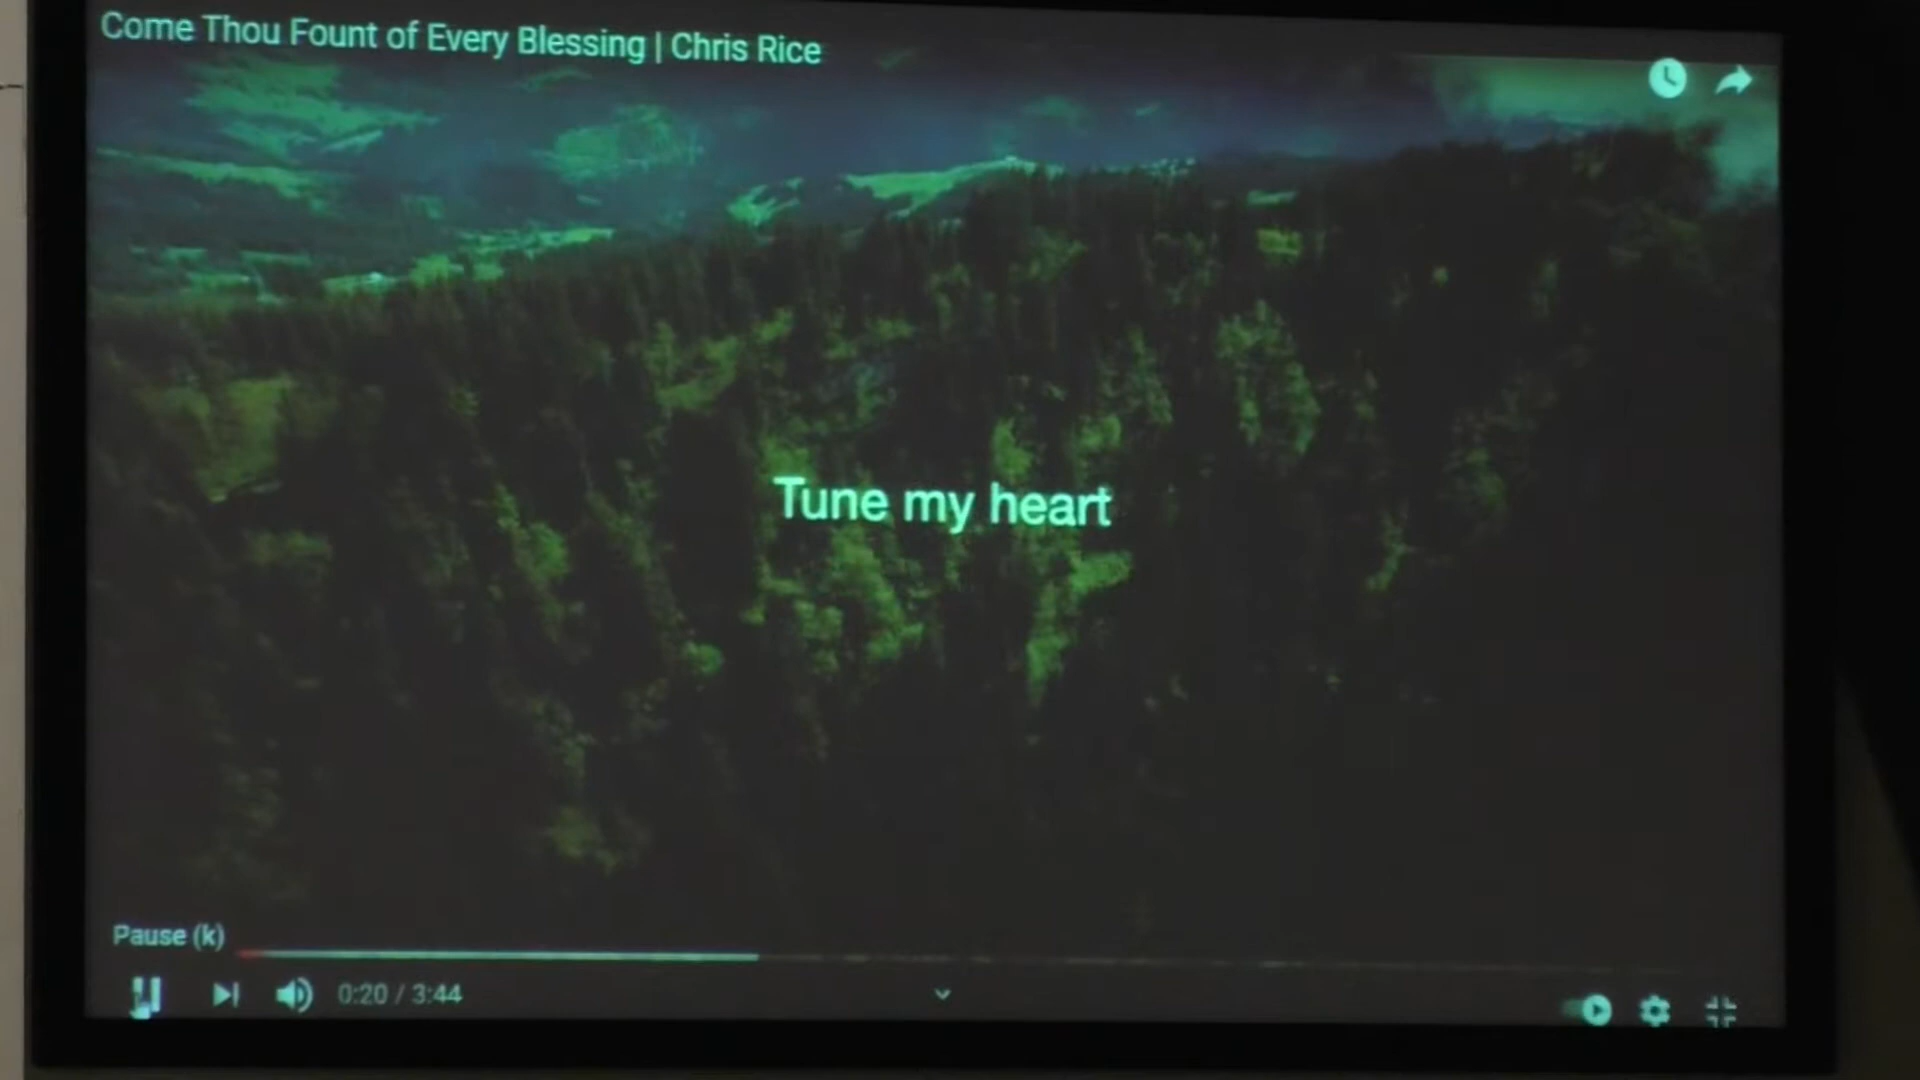 Come Thou Fount of Every Blessing | Chris Rice
Tune my heart
Pause (k)
0:20 / 3:44